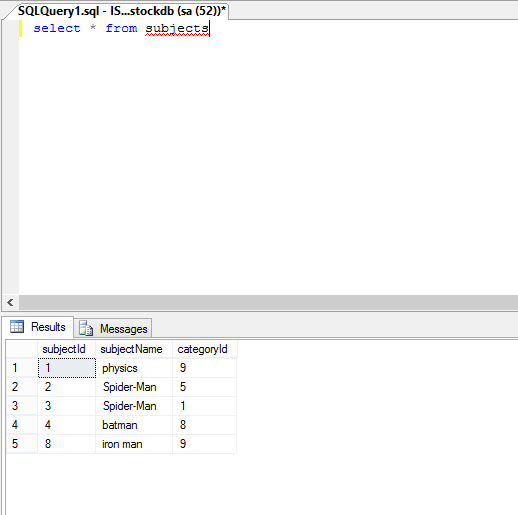 SQLQuery1.sql - IS...stockdb (sa (52))*
select * from subjects
Results Messages
subjectId subjectName categoryId
1 1 physics 9
2 2 Spider-Man 5
3 3 Spider-Man 1
4 4 batman 8
5 8 iron man 9